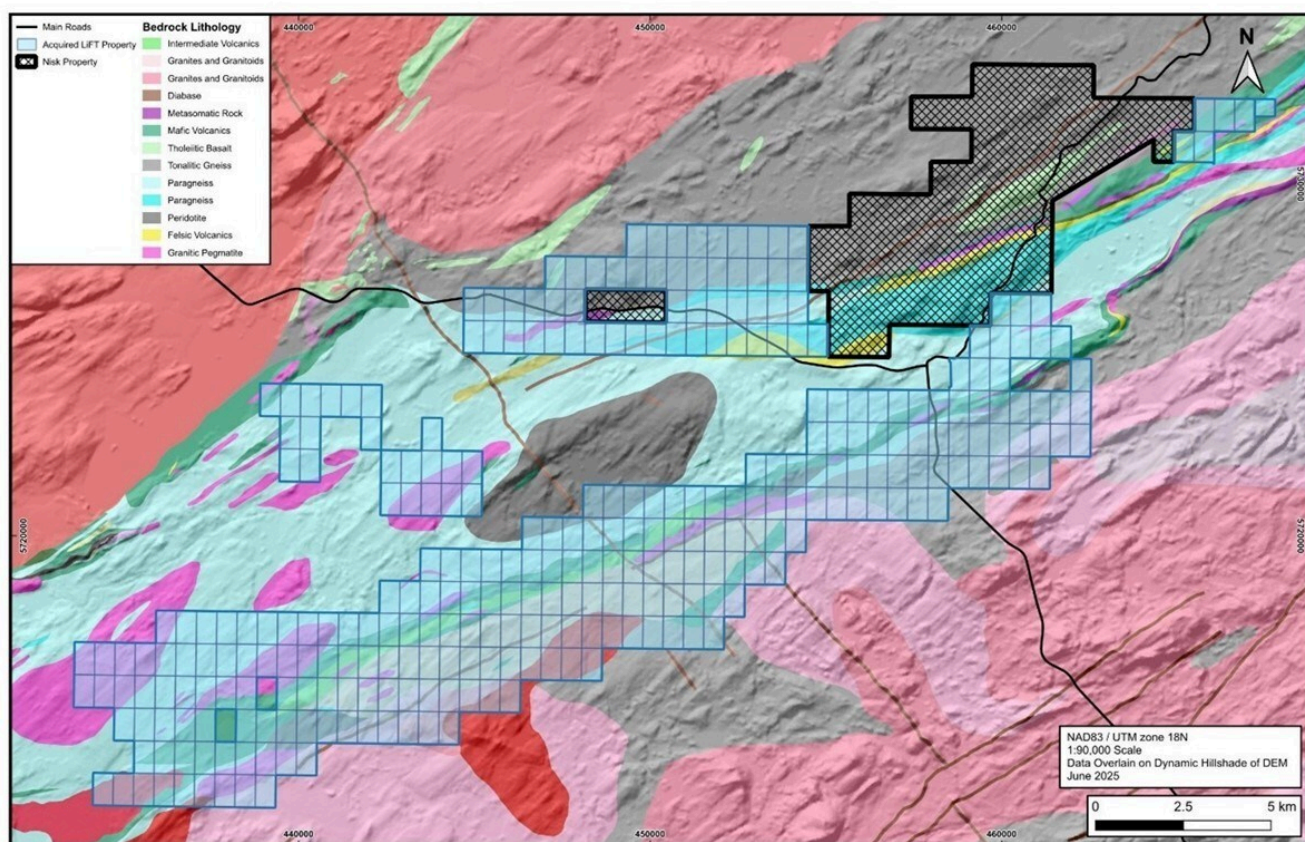 Main Roads
Acquired LiFT Property
Nisk Property
Bedrock Lithology
Intermediate Volcanics
Granites and Granitoids
Granites and Granitoids
Diabase
Metasomatic Rock
Mafic Volcanics
Tholeiitic Basalt
Tonalitic Gneiss
Paragneiss
Paragneiss
Peridotite
Felsic Volcanics
Granitic Pegmatite
440000
450000
460000
N
5730000
5720000
5720000
NAD83 / UTM zone 18N
1:90,000 Scale
Data Overlain on Dynamic Hillshade of DEM
June 2025
0 2.5 5 km
440000
450000
460000